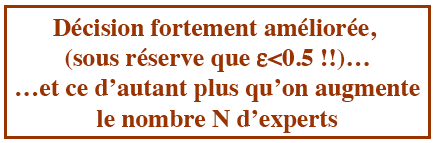 Décision fortement améliorée,
(sous réserve que ε<0.5 !!)…
…et ce d’autant plus qu’on augmente
le nombre N d’experts